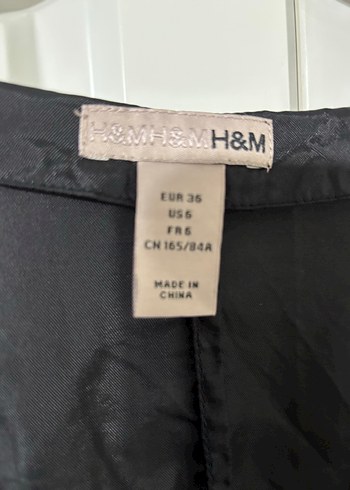 H&MH&MH&M
EUR 36
US 6
FR 6
CN 165/84A
MADE IN
CHINA